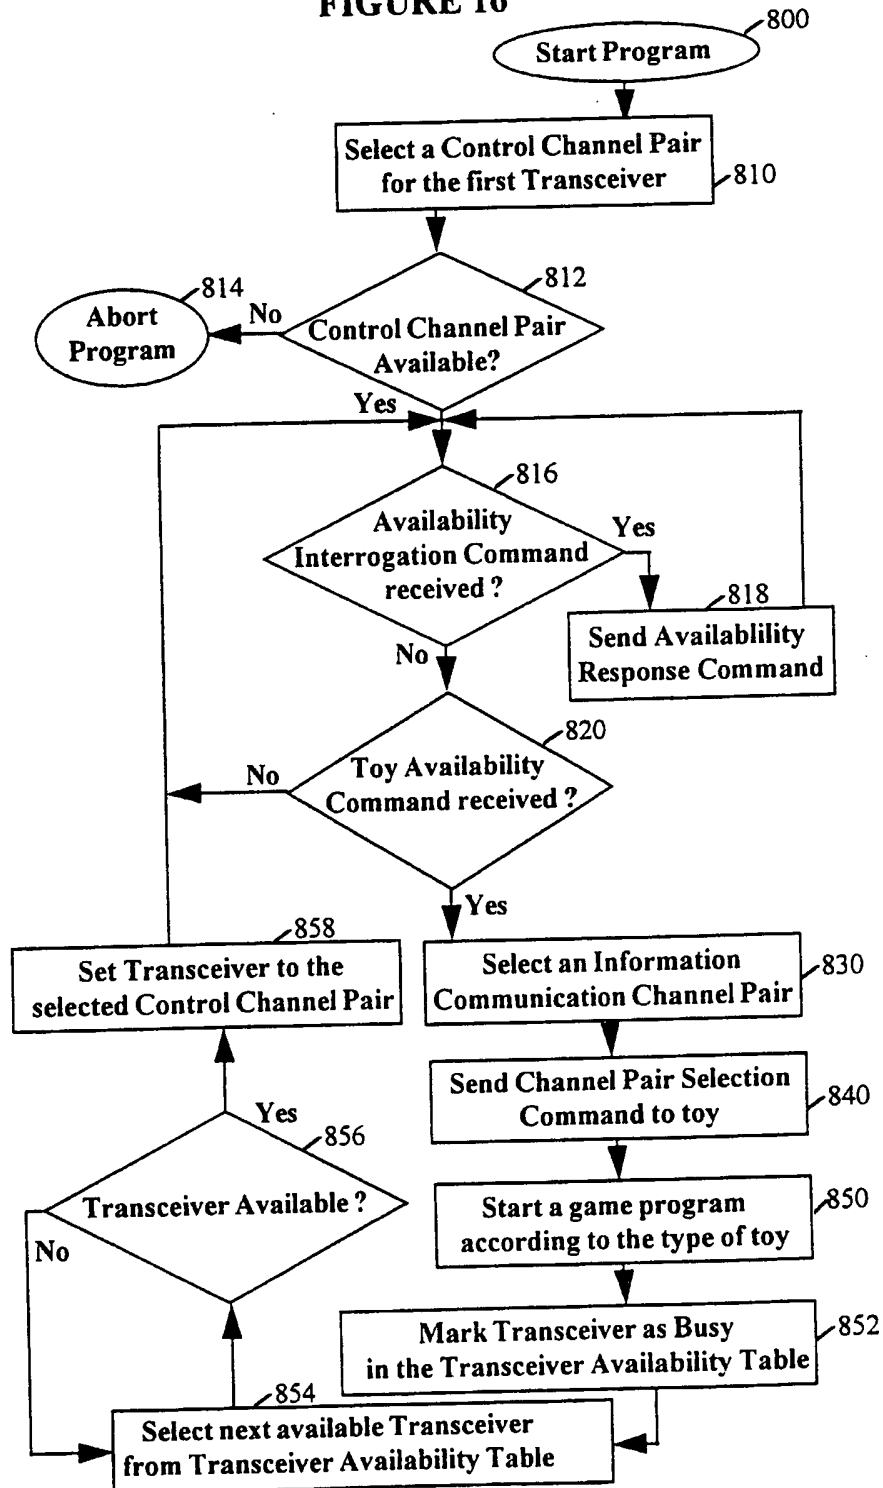 FIGURE 16
800
Start Program
Select a Control Channel Pair
for the first Transceiver
810
812
814
Abort
Program
No
Control Channel Pair
Available?
Yes
816
Availability
Interrogation Command
received ?
Yes
818
Send Availablility
Response Command
No
820
Toy Availability
Command received ?
No
Yes
858
Set Transceiver to the
selected Control Channel Pair
Select an Information
Communication Channel Pair
830
Send Channel Pair Selection
Command to toy
840
Yes
856
Transceiver Available ?
No
Start a game program
according to the type of toy
850
Mark Transceiver as Busy
in the Transceiver Availability Table
852
854
Select next available Transceiver
from Transceiver Availability Table